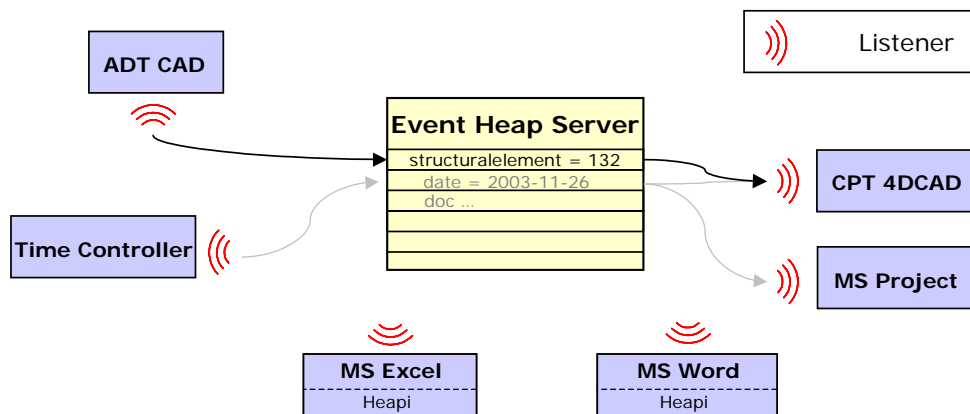 Listener
ADT CAD
Event Heap Server
structuralelement = 132
date = 2003-11-26
doc ...
CPT 4DCAD
Time Controller
MS Project
MS Excel
Heapi
MS Word
Heapi